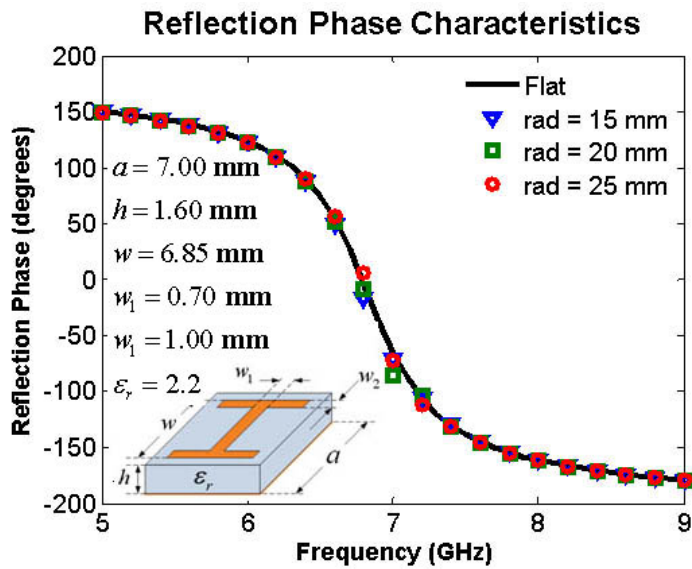 Reflection Phase Characteristics
Reflection Phase (degrees)
200
150
100
50
0
-50
-100
-150
-200
Flat
rad = 15 mm
rad = 20 mm
rad = 25 mm
a = 7.00 mm
h = 1.60 mm
w = 6.85 mm
w₁ = 0.70 mm
w₁ = 1.00 mm
εᵣ = 2.2
w₁
w₂
w
a
h
εᵣ
5
6
7
8
9
Frequency (GHz)